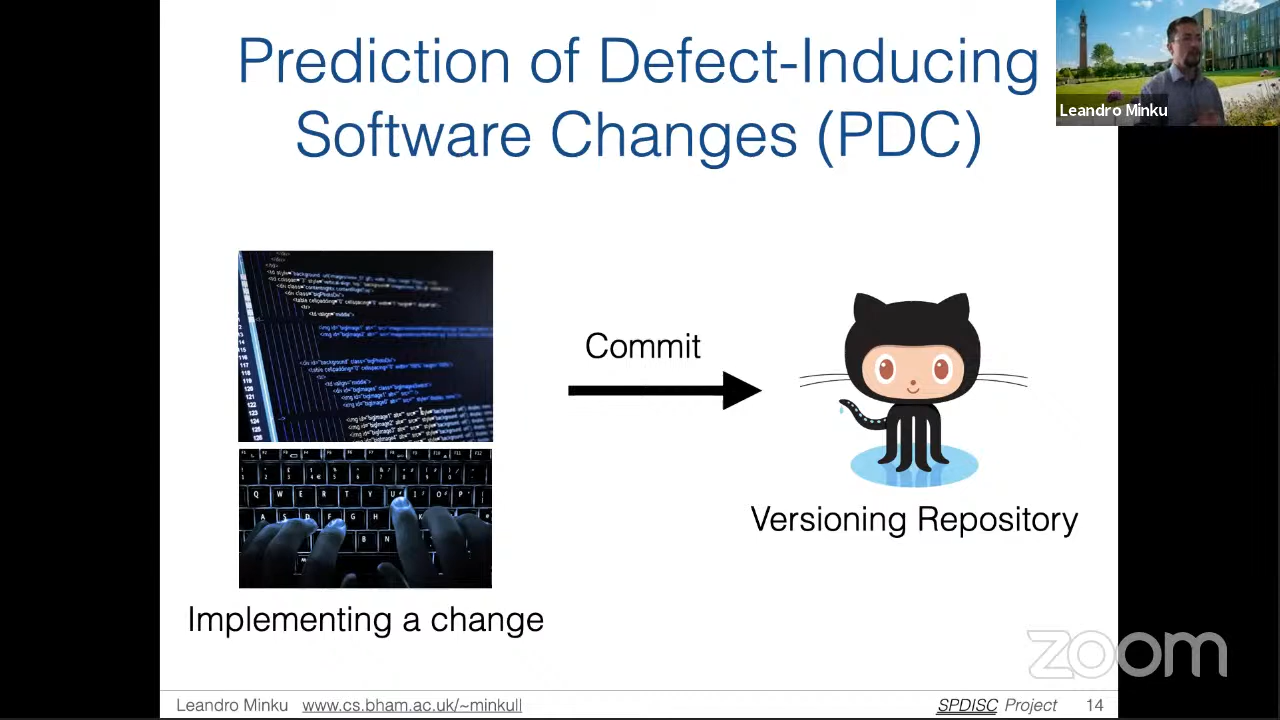 Prediction of Defect-Inducing
Software Changes (PDC)
Leandro Minku
Commit
Versioning Repository
Implementing a change
zoom
Leandro Minku www.cs.bham.ac.uk/~minkull
SPDISC Project 14